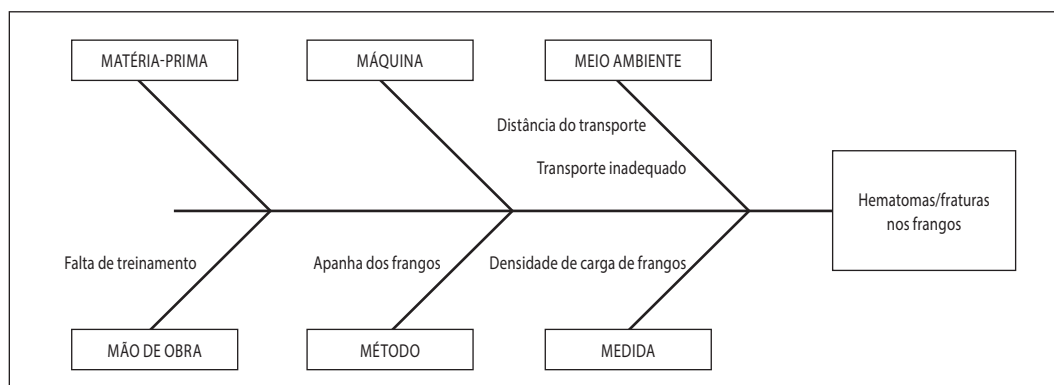 MATÉRIA-PRIMA
MÁQUINA
MEIO AMBIENTE
Distância do transporte
Transporte inadequado
Hematomas/fraturas
nos frangos
Falta de treinamento
Apanha dos frangos
Densidade de carga de frangos
MÃO DE OBRA
MÉTODO
MEDIDA